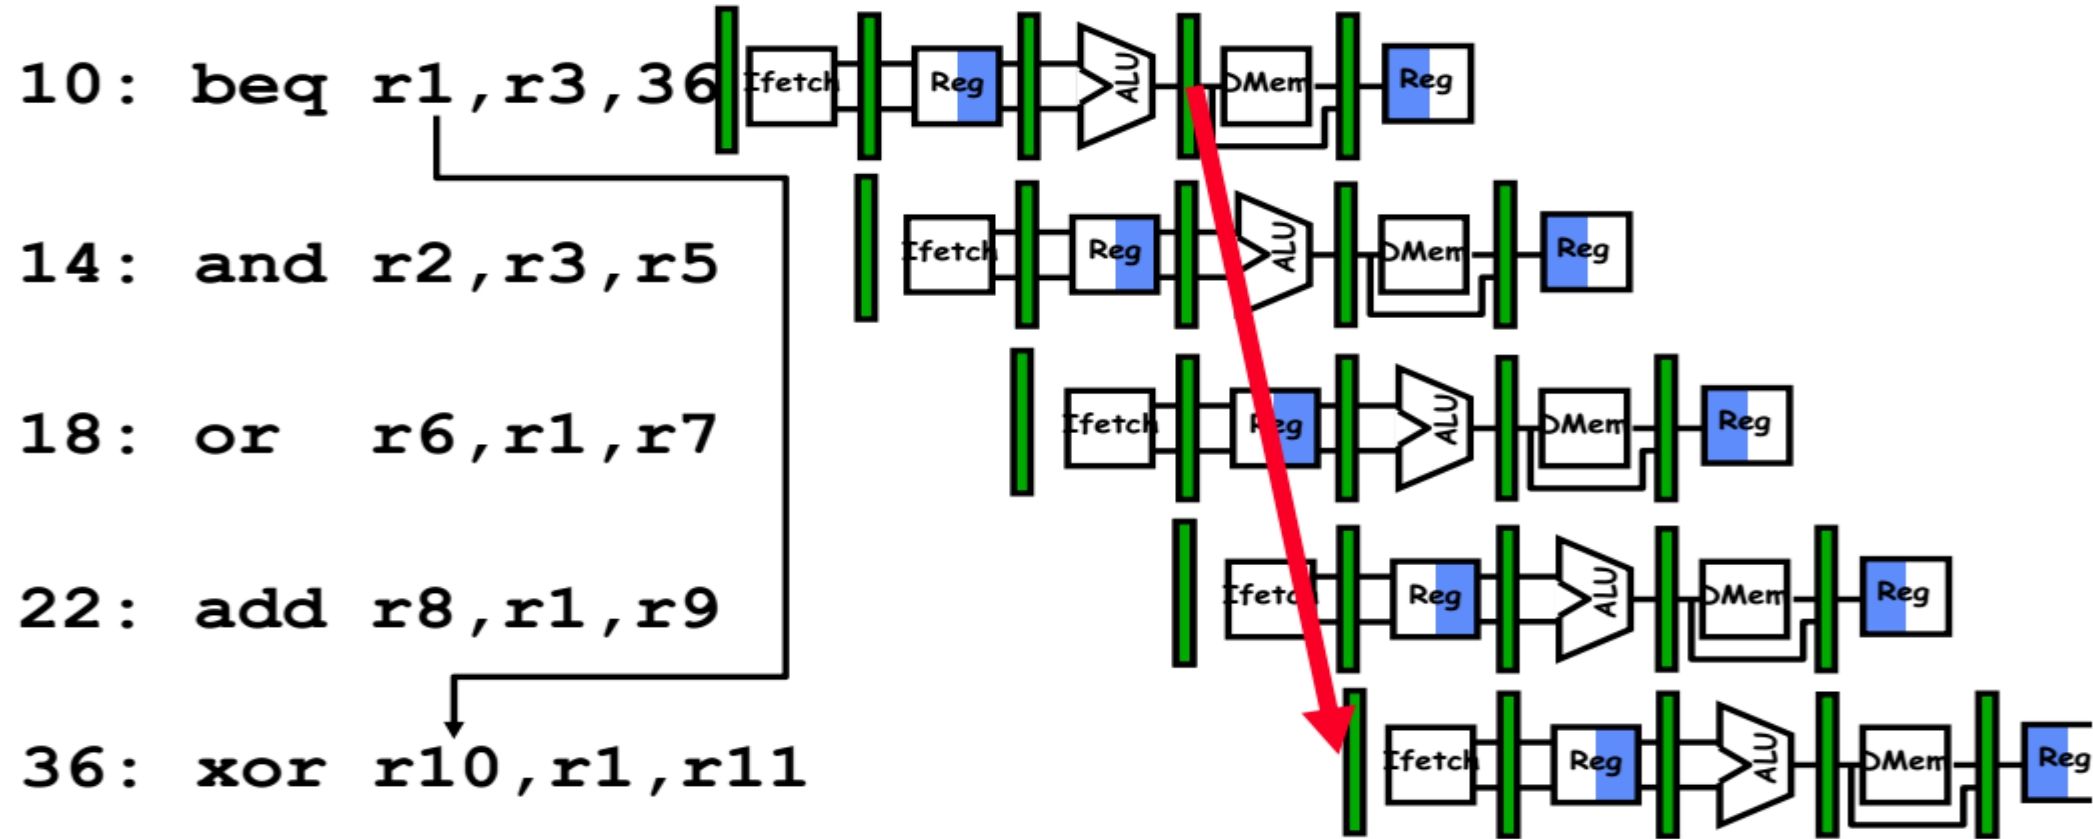 10: beq r1,r3,36 Ifetch Reg ALU DMem Reg
14: and r2,r3,r5 Ifetch Reg ALU DMem Reg
18: or r6,r1,r7 Ifetch Reg ALU DMem Reg
22: add r8,r1,r9 Ifetch Reg ALU DMem Reg
36: xor r10,r1,r11 Ifetch Reg ALU DMem Reg